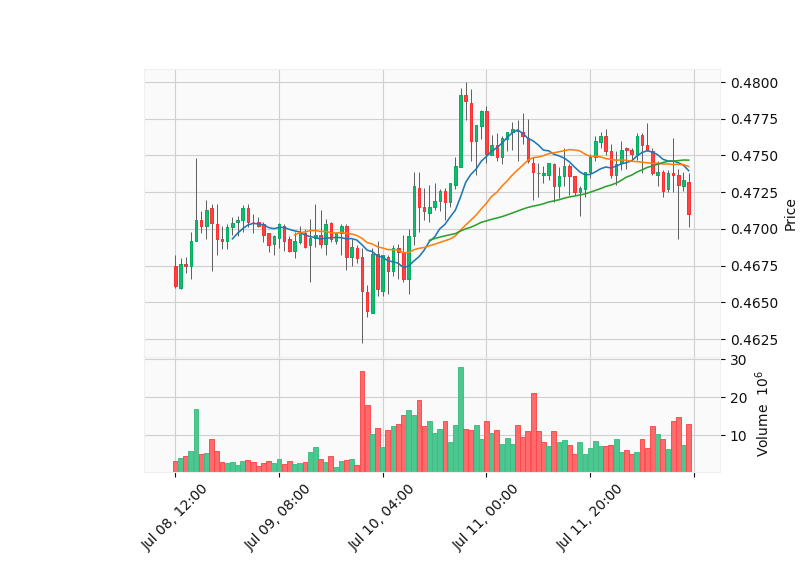 0.4800
0.4775
0.4750
0.4725
0.4700
0.4675
0.4650
0.4625
Price
30
20
10
Volume 10^6
Jul 08, 12:00
Jul 09, 08:00
Jul 10, 04:00
Jul 11, 00:00
Jul 11, 20:00